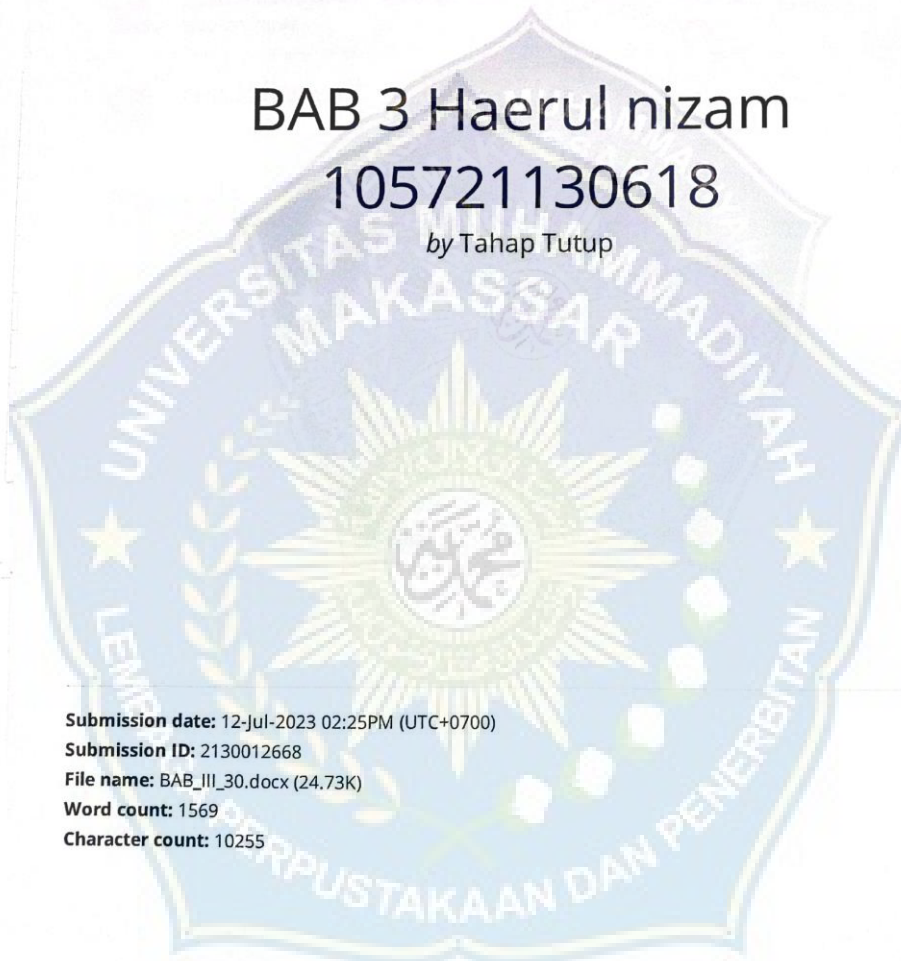 BAB 3 Haerul nizam
105721130618
by Tahap Tutup
UNIVERSITAS MUHAMMADIYAH
MAKASSAR
Submission date: 12-Jul-2023 02:25PM (UTC+0700)
Submission ID: 2130012668
File name: BAB_III_30.docx (24.73K)
Word count: 1569
Character count: 10255
LEMBAGA PERPUSTAKAAN DAN PENERBITAN